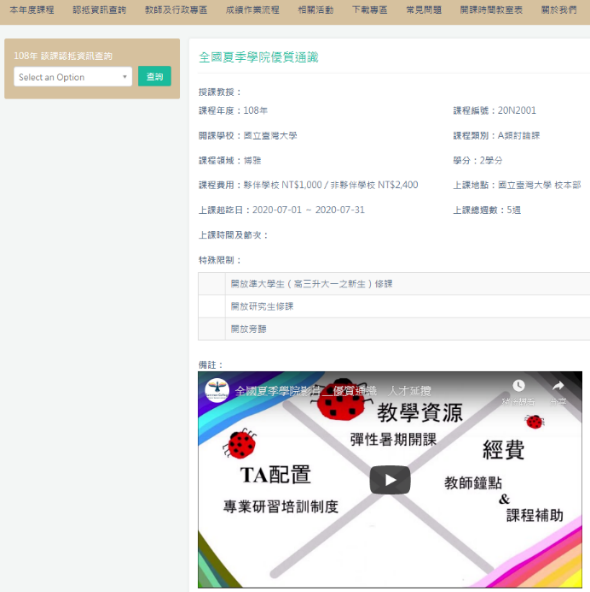 本年度課程 認抵資訊查詢 教師及行政專區 成績作業流程 相關活動 下載專區 常見問題 開課時間教室表 關於我們
108年 該課認抵資訊查詢
Select an Option 查詢
全國夏季學院優質通識
授課教授：
課程年度：108年 課程編號：20N2001
開課學校：國立臺灣大學 課程類別：A類討論課
課程領域：博雅 學分：2學分
課程費用：夥伴學校 NT$1,000 / 非夥伴學校 NT$2,400 上課地點：國立臺灣大學 校本部
上課起訖日：2020-07-01 ~ 2020-07-31 上課總週數：5週
上課時間及節次：
特殊限制：
開放準大學生（高三升大一之新生）修課
開放研究生修課
開放旁聽
備註：
全國夏季學院影片_優質通識 人才延攬
教學資源
彈性暑期開課
TA配置
專業研習培訓制度
經費
教師鐘點
&
課程補助